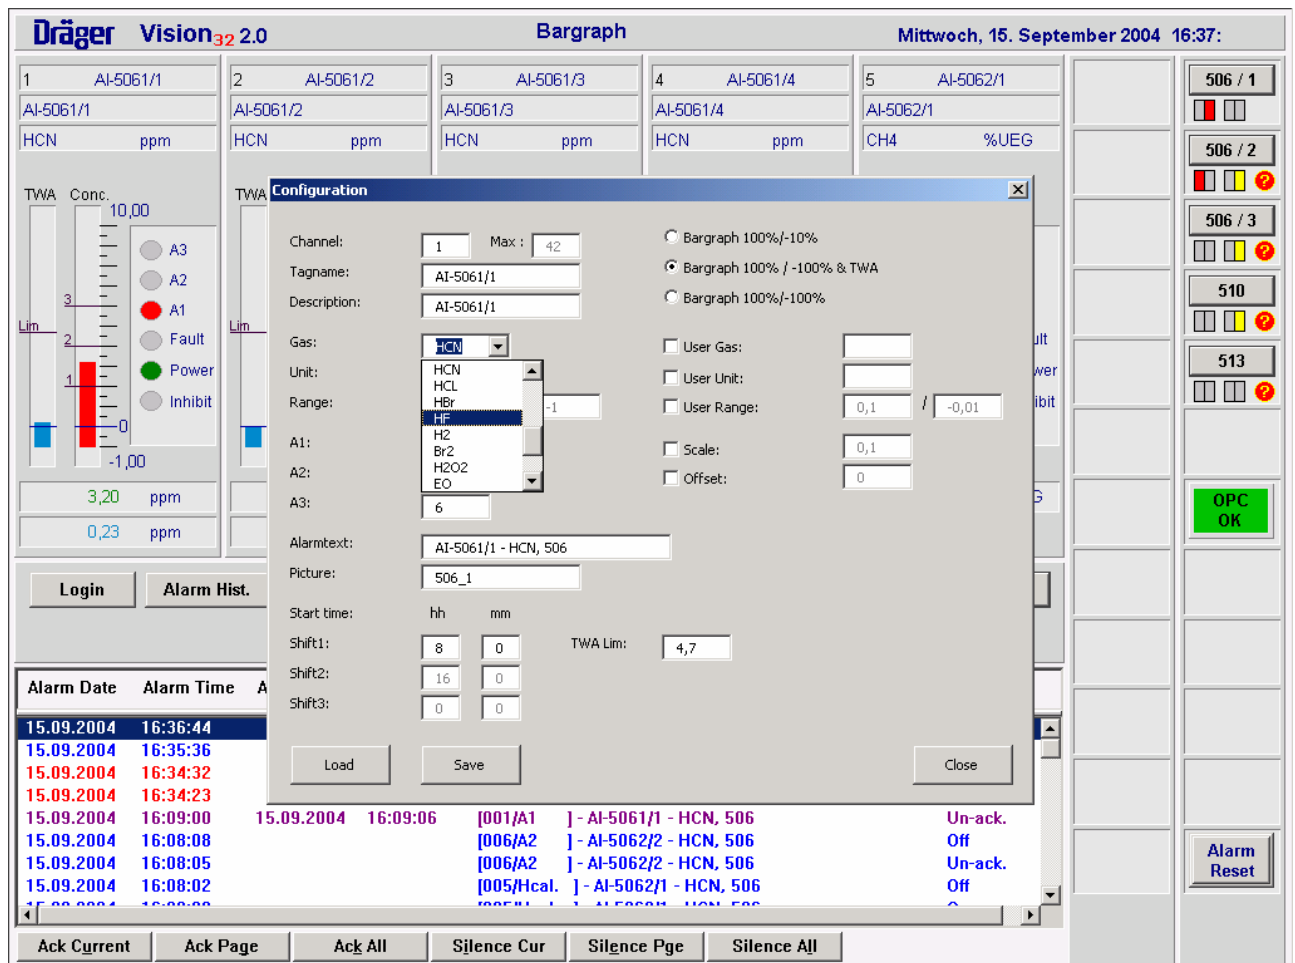 Dräger Vision32 2.0 Bargraph Mittwoch, 15. September 2004 16:37:
1 AI-5061/1 2 AI-5061/2 3 AI-5061/3 4 AI-5061/4 5 AI-5062/1 506 / 1
AI-5061/1 AI-5061/2 AI-5061/3 AI-5061/4 AI-5062/1
HCN ppm HCN ppm HCN ppm HCN ppm CH4 %UEG
506 / 2
?
TWA Conc. TWA
10,00
506 / 3
?
A3
A2
3
A1
Lim Lim
2 Fault
Power
1 Inhibit
0
-1,00
3,20 ppm
0,23 ppm
510
?
513
?
OPC
OK
Configuration
Channel: 1 Max : 42
Tagname: AI-5061/1
Description: AI-5061/1
Bargraph 100%/-10%
Bargraph 100% / -100% & TWA
Bargraph 100%/-100%
Gas: HCN
HCN
HCL
HBr
HF
H2
Br2
H2O2
EO
Unit:
Range: -1
A1:
A2:
A3: 6
User Gas:
User Unit:
User Range: 0,1 / -0,01
Scale: 0,1
Offset: 0
Alarmtext: AI-5061/1 - HCN, 506
Picture: 506_1
Start time: hh mm
Shift1: 8 0 TWA Lim: 4,7
Shift2: 16 0
Shift3: 0 0
Load Save Close
Login Alarm Hist.
Alarm Date Alarm Time A
15.09.2004 16:36:44
15.09.2004 16:35:36
15.09.2004 16:34:32
15.09.2004 16:34:23
15.09.2004 16:09:00 15.09.2004 16:09:06 [001/A1 ] - AI-5061/1 - HCN, 506 Un-ack.
15.09.2004 16:08:08 [006/A2 ] - AI-5062/2 - HCN, 506 Off
15.09.2004 16:08:05 [006/A2 ] - AI-5062/2 - HCN, 506 Un-ack.
15.09.2004 16:08:02 [005/Hcal. ] - AI-5062/1 - HCN, 506 Off
Alarm
Reset
Ack Current Ack Page Ack All Silence Cur Silence Pge Silence All